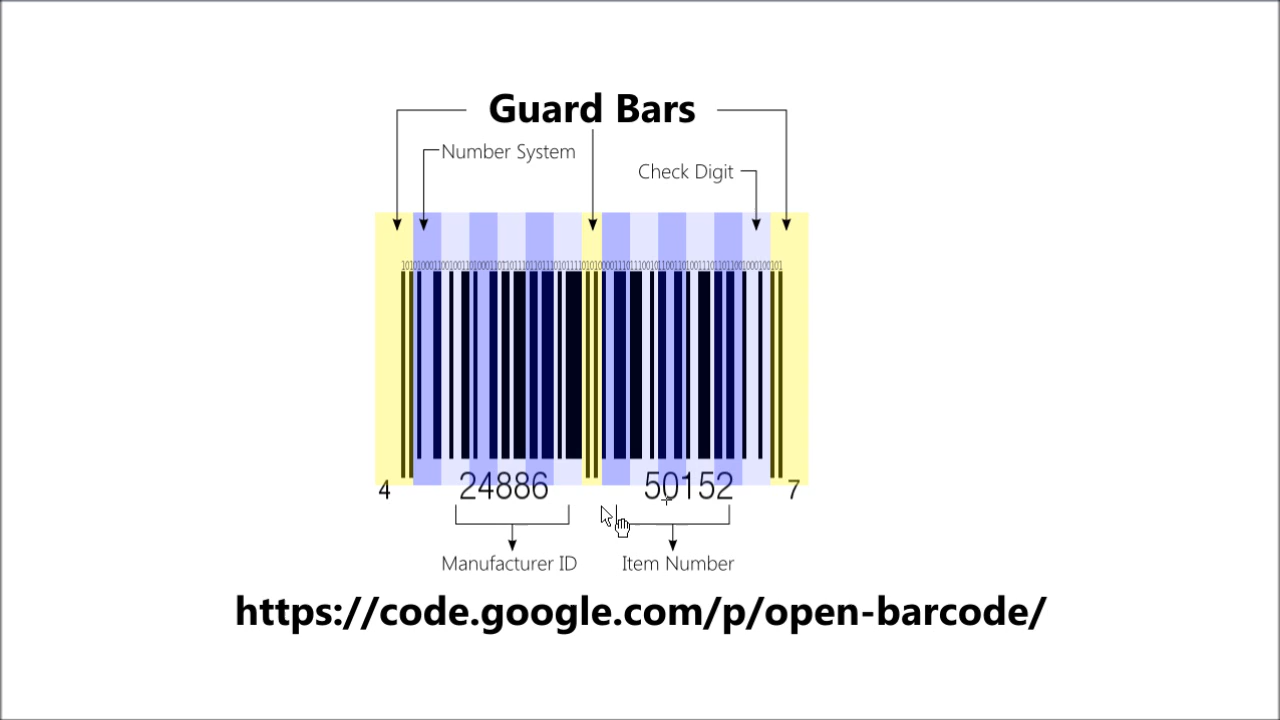 Guard Bars
Number System
Check Digit
4 24886 50152 7
Manufacturer ID Item Number
https://code.google.com/p/open-barcode/